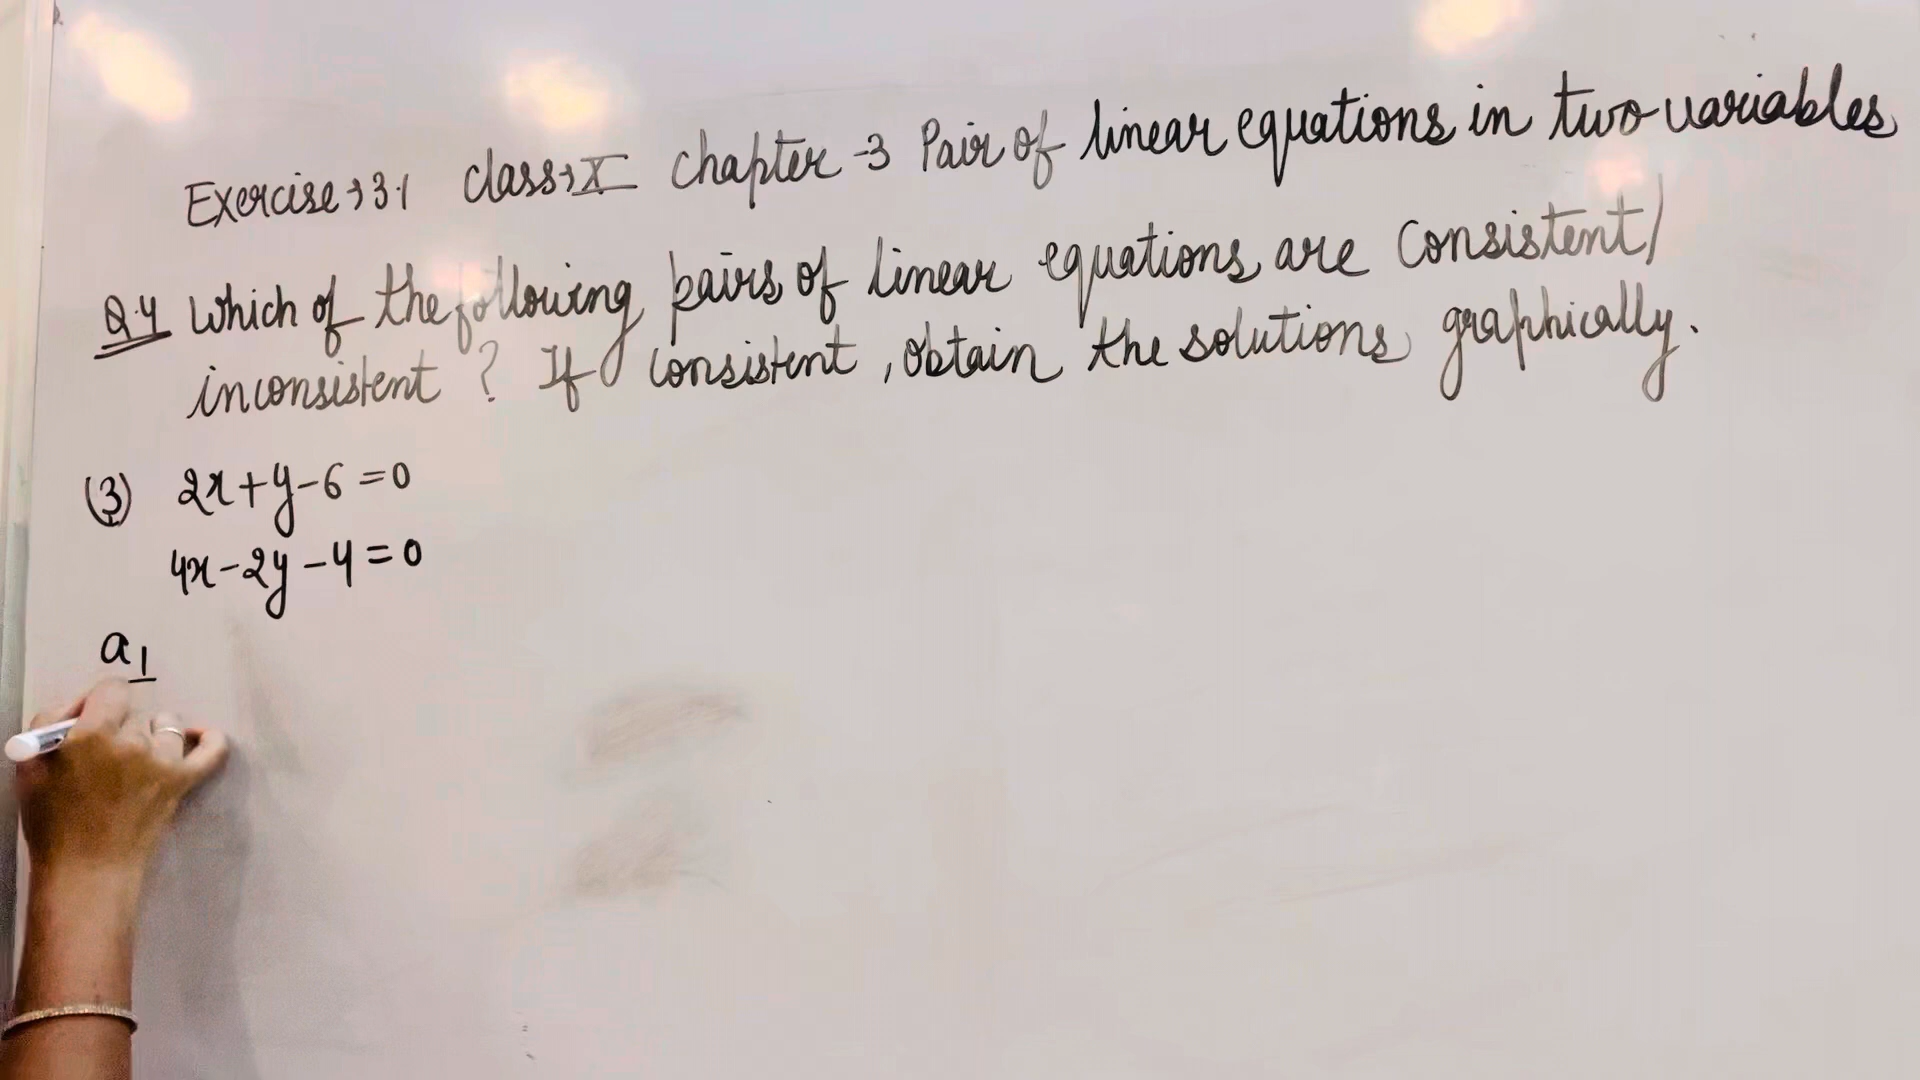 Exercise→3.1 class→X chapter-3 Pair of linear equations in two variables
Q.4 Which of the following pairs of linear equations are consistent/
inconsistent? If consistent, obtain the solutions graphically.
(3) 2x+y-6=0
4x-2y-4=0
a₁